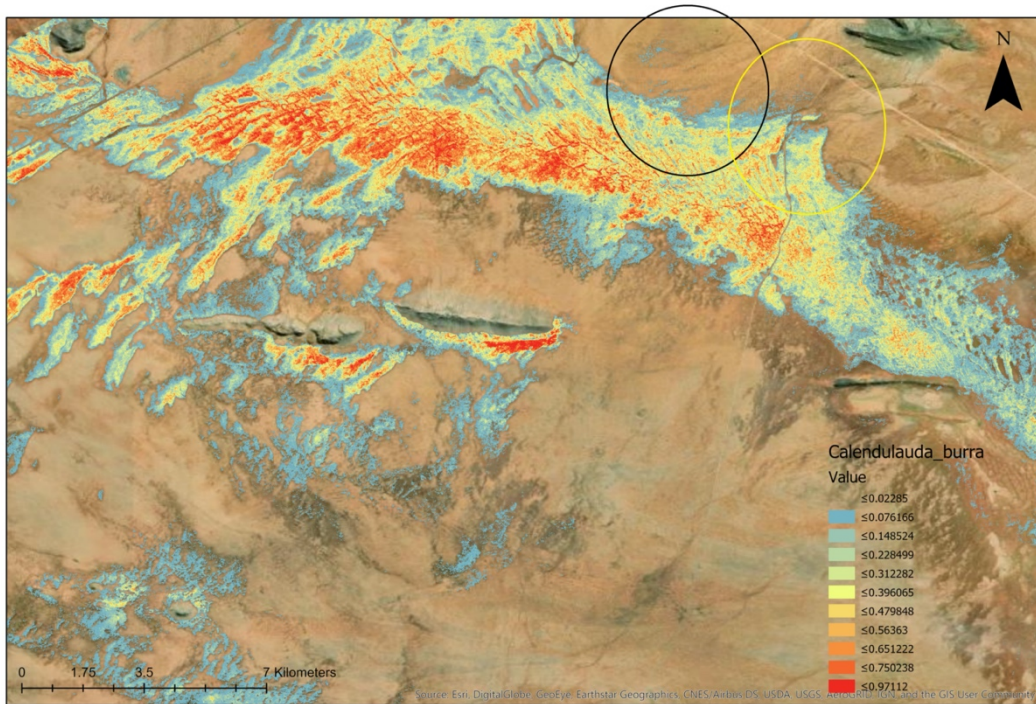 N
Calendulauda_burra
Value
≤0.02285
≤0.076166
≤0.148524
≤0.228499
≤0.312282
≤0.396065
≤0.479848
≤0.56363
≤0.651222
≤0.750238
≤0.97112
0 1.75 3.5 7 Kilometers
Source: Esri, DigitalGlobe, GeoEye, Earthstar Geographics, CNES/Airbus DS, USDA, USGS, AeroGRID, IGN, and the GIS User Community